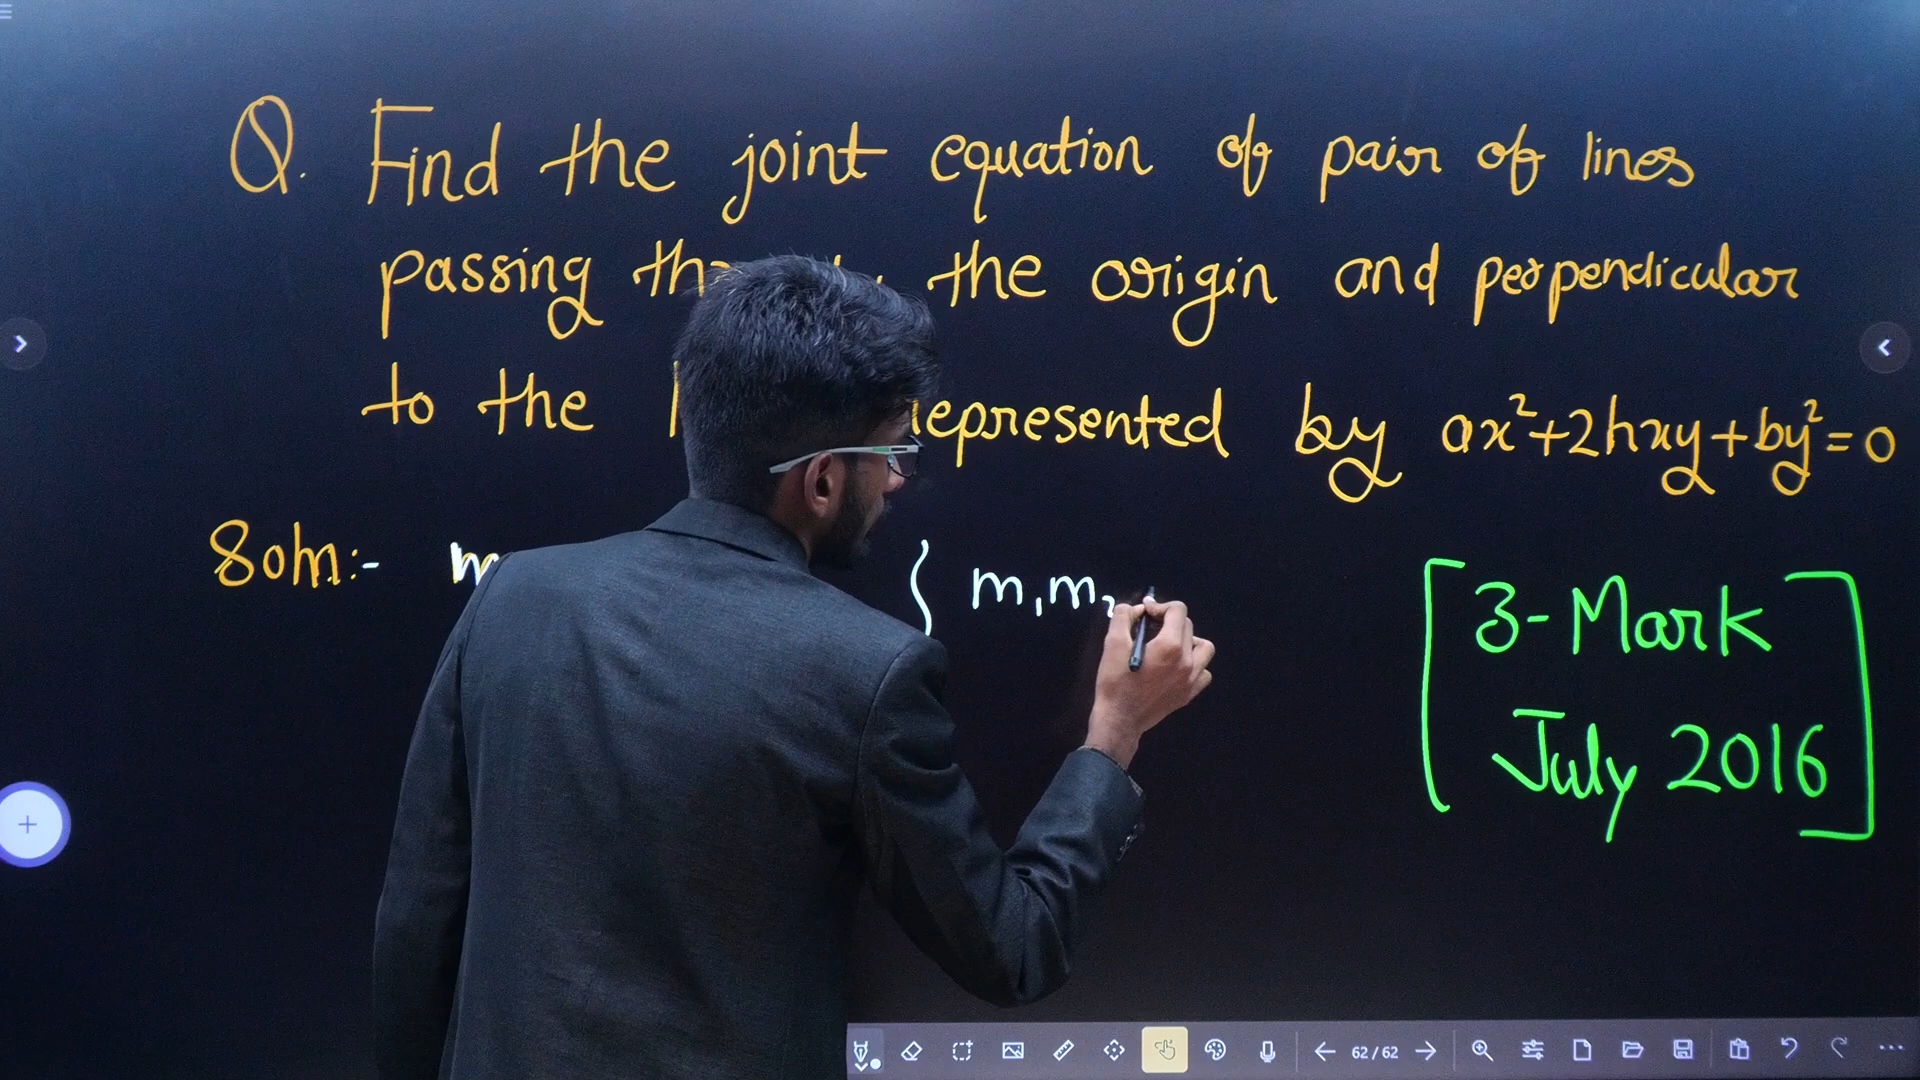 Q. Find the joint equation of pair of lines
passing the origin and perpendicular
to the represented by ax²+2hxy+by²=0
Soln:- m { m₁m₂
[3-Mark
July 2016]
62/62